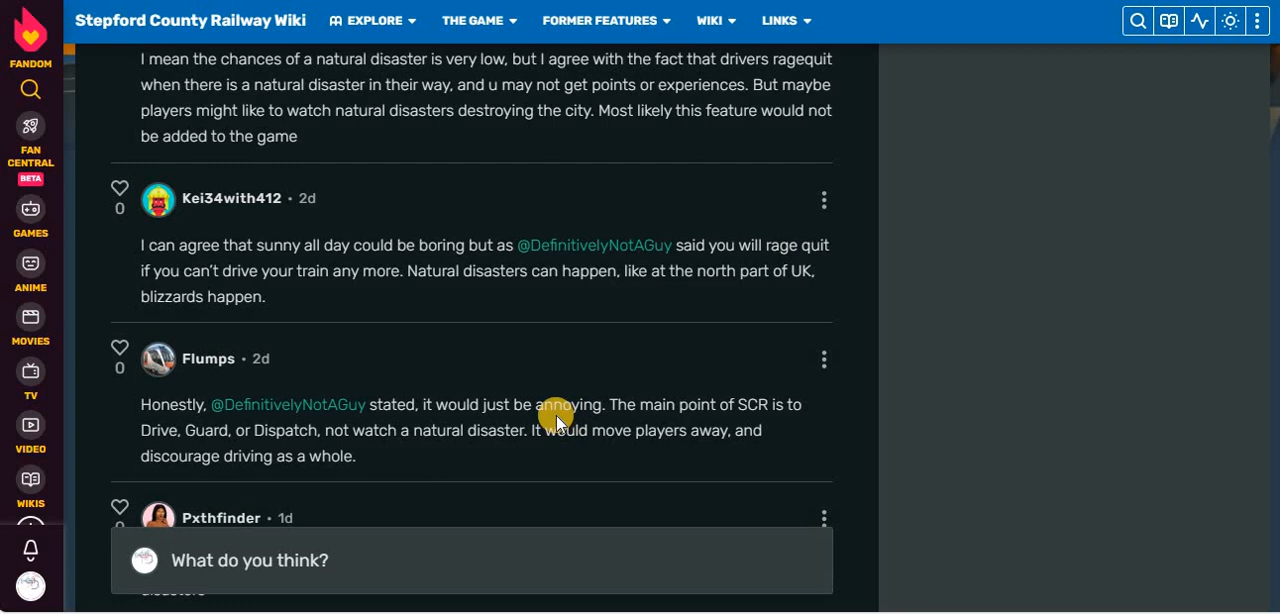 Stepford County Railway Wiki EXPLORE THE GAME FORMER FEATURES WIKI LINKS
FANDOM
FAN
CENTRAL
BETA
GAMES
ANIME
MOVIES
TV
VIDEO
WIKIS
I mean the chances of a natural disaster is very low, but I agree with the fact that drivers ragequit
when there is a natural disaster in their way, and u may not get points or experiences. But maybe
players might like to watch natural disasters destroying the city. Most likely this feature would not
be added to the game
0
Kei34with412 • 2d
I can agree that sunny all day could be boring but as @DefinitivelyNotAGuy said you will rage quit
if you can't drive your train any more. Natural disasters can happen, like at the north part of UK,
blizzards happen.
0
Flumps • 2d
Honestly, @DefinitivelyNotAGuy stated, it would just be annoying. The main point of SCR is to
Drive, Guard, or Dispatch, not watch a natural disaster. It would move players away, and
discourage driving as a whole.
Pxthfinder • 1d
What do you think?